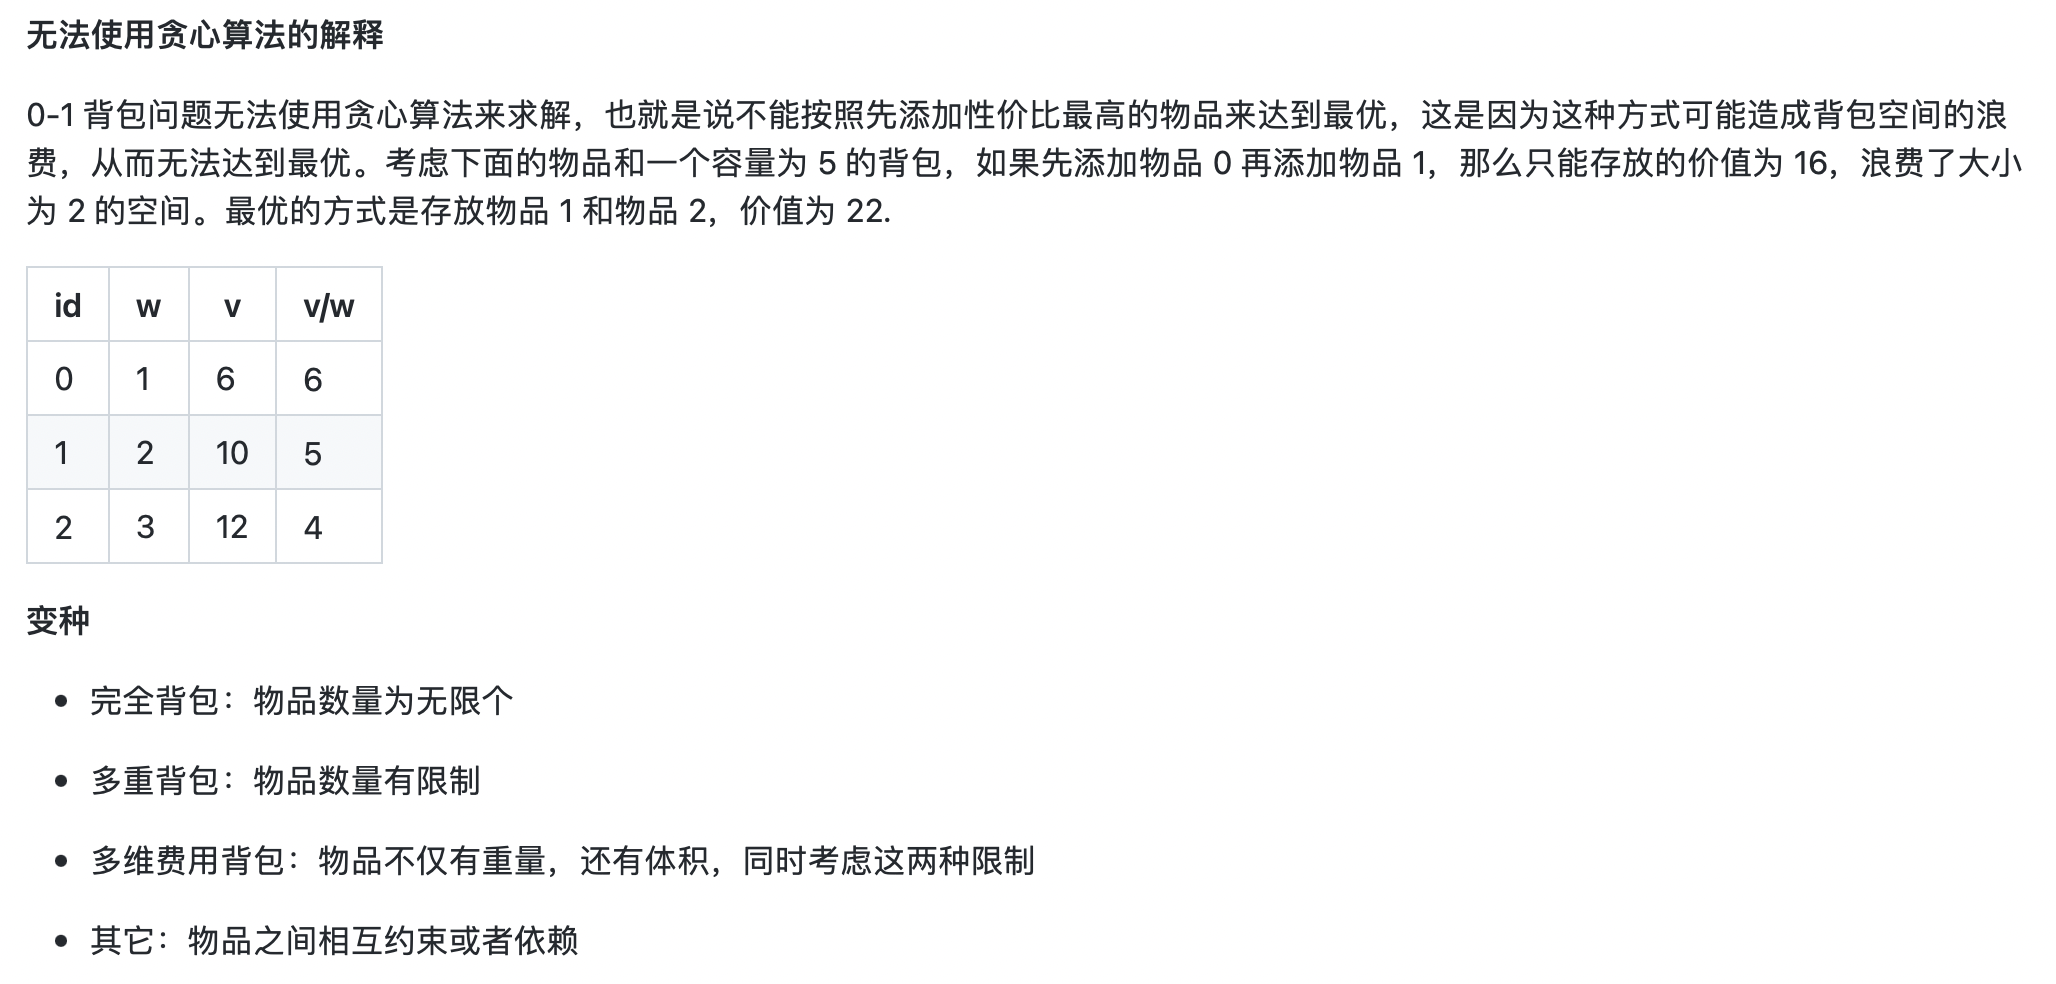 无法使用贪心算法的解释
0-1 背包问题无法使用贪心算法来求解，也就是说不能按照先添加性价比最高的物品来达到最优，这是因为这种方式可能造成背包空间的浪
费，从而无法达到最优。考虑下面的物品和一个容量为 5 的背包，如果先添加物品 0 再添加物品 1，那么只能存放的价值为 16，浪费了大小
为 2 的空间。最优的方式是存放物品 1 和物品 2，价值为 22.
id w v v/w
0 1 6 6
1 2 10 5
2 3 12 4
变种
• 完全背包：物品数量为无限个
• 多重背包：物品数量有限制
• 多维费用背包：物品不仅有重量，还有体积，同时考虑这两种限制
• 其它：物品之间相互约束或者依赖